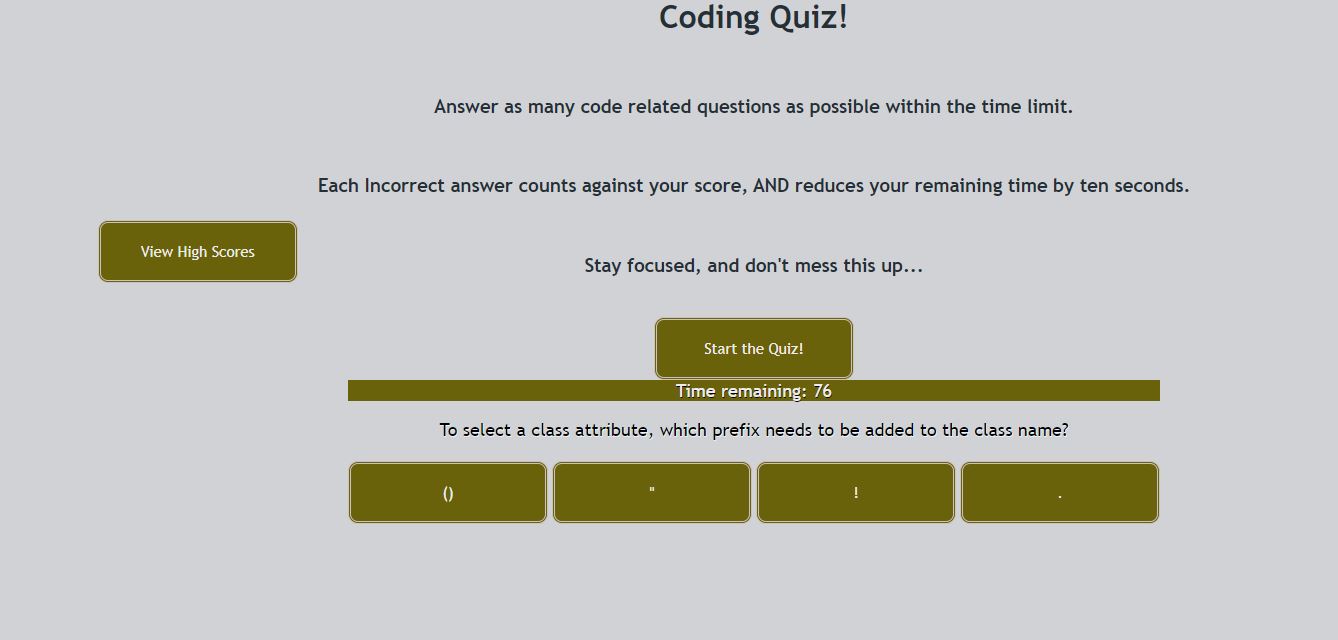 Coding Quiz!
Answer as many code related questions as possible within the time limit.
Each Incorrect answer counts against your score, AND reduces your remaining time by ten seconds.
View High Scores
Stay focused, and don't mess this up...
Start the Quiz!
Time remaining: 76
To select a class attribute, which prefix needs to be added to the class name?
() " ! .